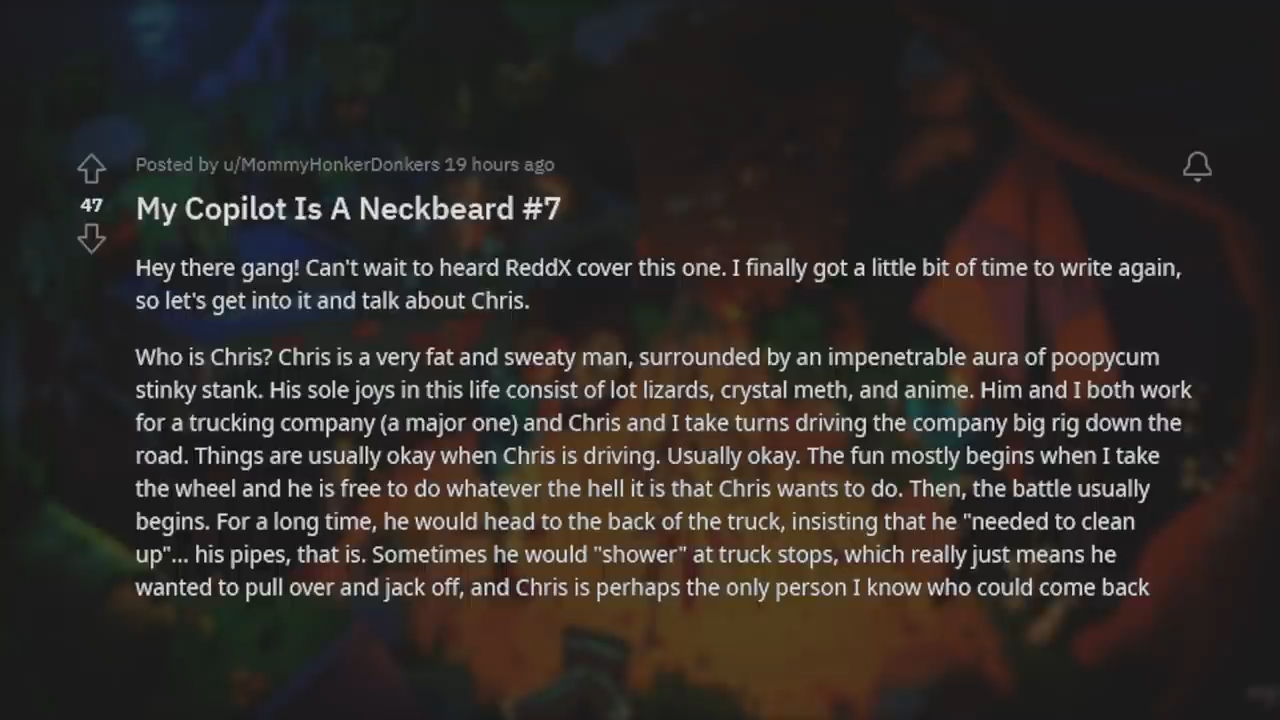 Posted by u/MommyHonkerDonkers 19 hours ago
47
My Copilot Is A Neckbeard #7
Hey there gang! Can't wait to heard ReddX cover this one. I finally got a little bit of time to write again,
so let's get into it and talk about Chris.
Who is Chris? Chris is a very fat and sweaty man, surrounded by an impenetrable aura of poopycum
stinky stank. His sole joys in this life consist of lot lizards, crystal meth, and anime. Him and I both work
for a trucking company (a major one) and Chris and I take turns driving the company big rig down the
road. Things are usually okay when Chris is driving. Usually okay. The fun mostly begins when I take
the wheel and he is free to do whatever the hell it is that Chris wants to do. Then, the battle usually
begins. For a long time, he would head to the back of the truck, insisting that he "needed to clean
up"... his pipes, that is. Sometimes he would "shower" at truck stops, which really just means he
wanted to pull over and jack off, and Chris is perhaps the only person I know who could come back